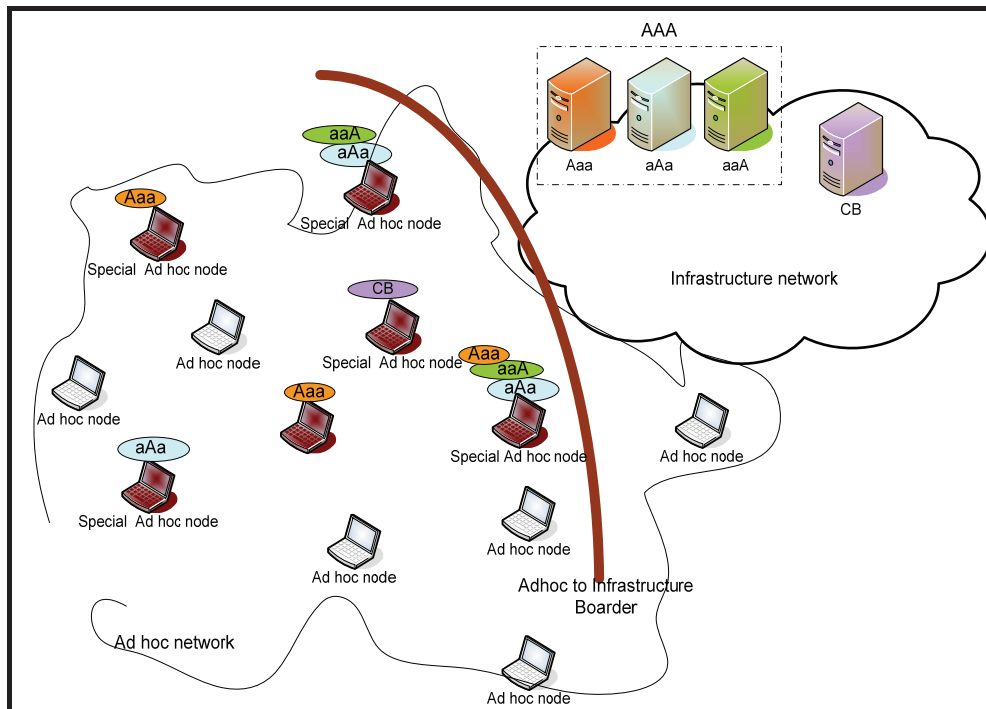 AAA
Aaa
aAa
aaA
CB
Infrastructure network
aaA
aAa
Special Ad hoc node
Aaa
Special Ad hoc node
CB
Special Ad hoc node
Ad hoc node
Ad hoc node
Aaa
Aaa
aaA
aAa
Special Ad hoc node
Ad hoc node
aAa
Special Ad hoc node
Ad hoc node
Ad hoc node
Adhoc to Infrastructure
Boarder
Ad hoc network
Ad hoc node